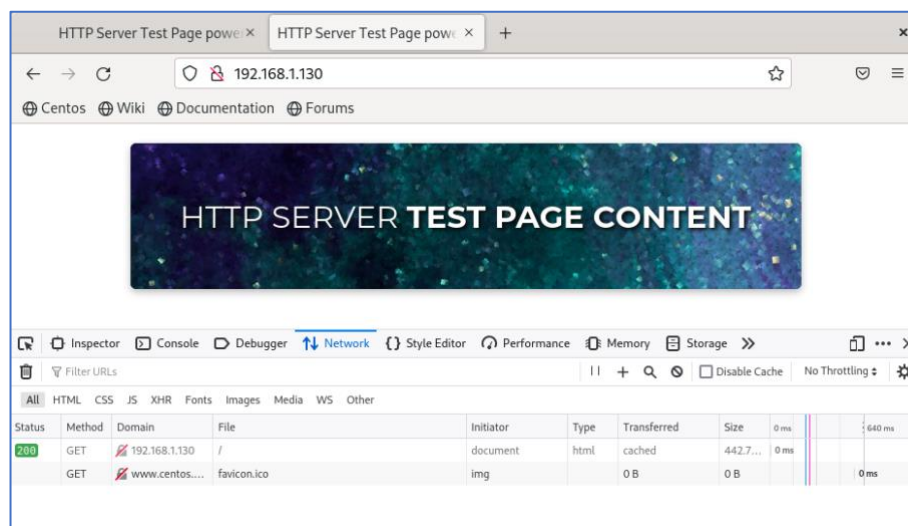 HTTP Server Test Page powe
HTTP Server Test Page powe
192.168.1.130
Centos Wiki Documentation Forums
HTTP SERVER TEST PAGE CONTENT
Inspector Console Debugger Network Style Editor Performance Memory Storage
Filter URLs Disable Cache No Throttling
All HTML CSS JS XHR Fonts Images Media WS Other
Status Method Domain File Initiator Type Transferred Size 0 ms 640 ms
200 GET 192.168.1.130 / document html cached 442.7... 0 ms
GET www.centos.... favicon.ico img 0 B 0 B 0 ms